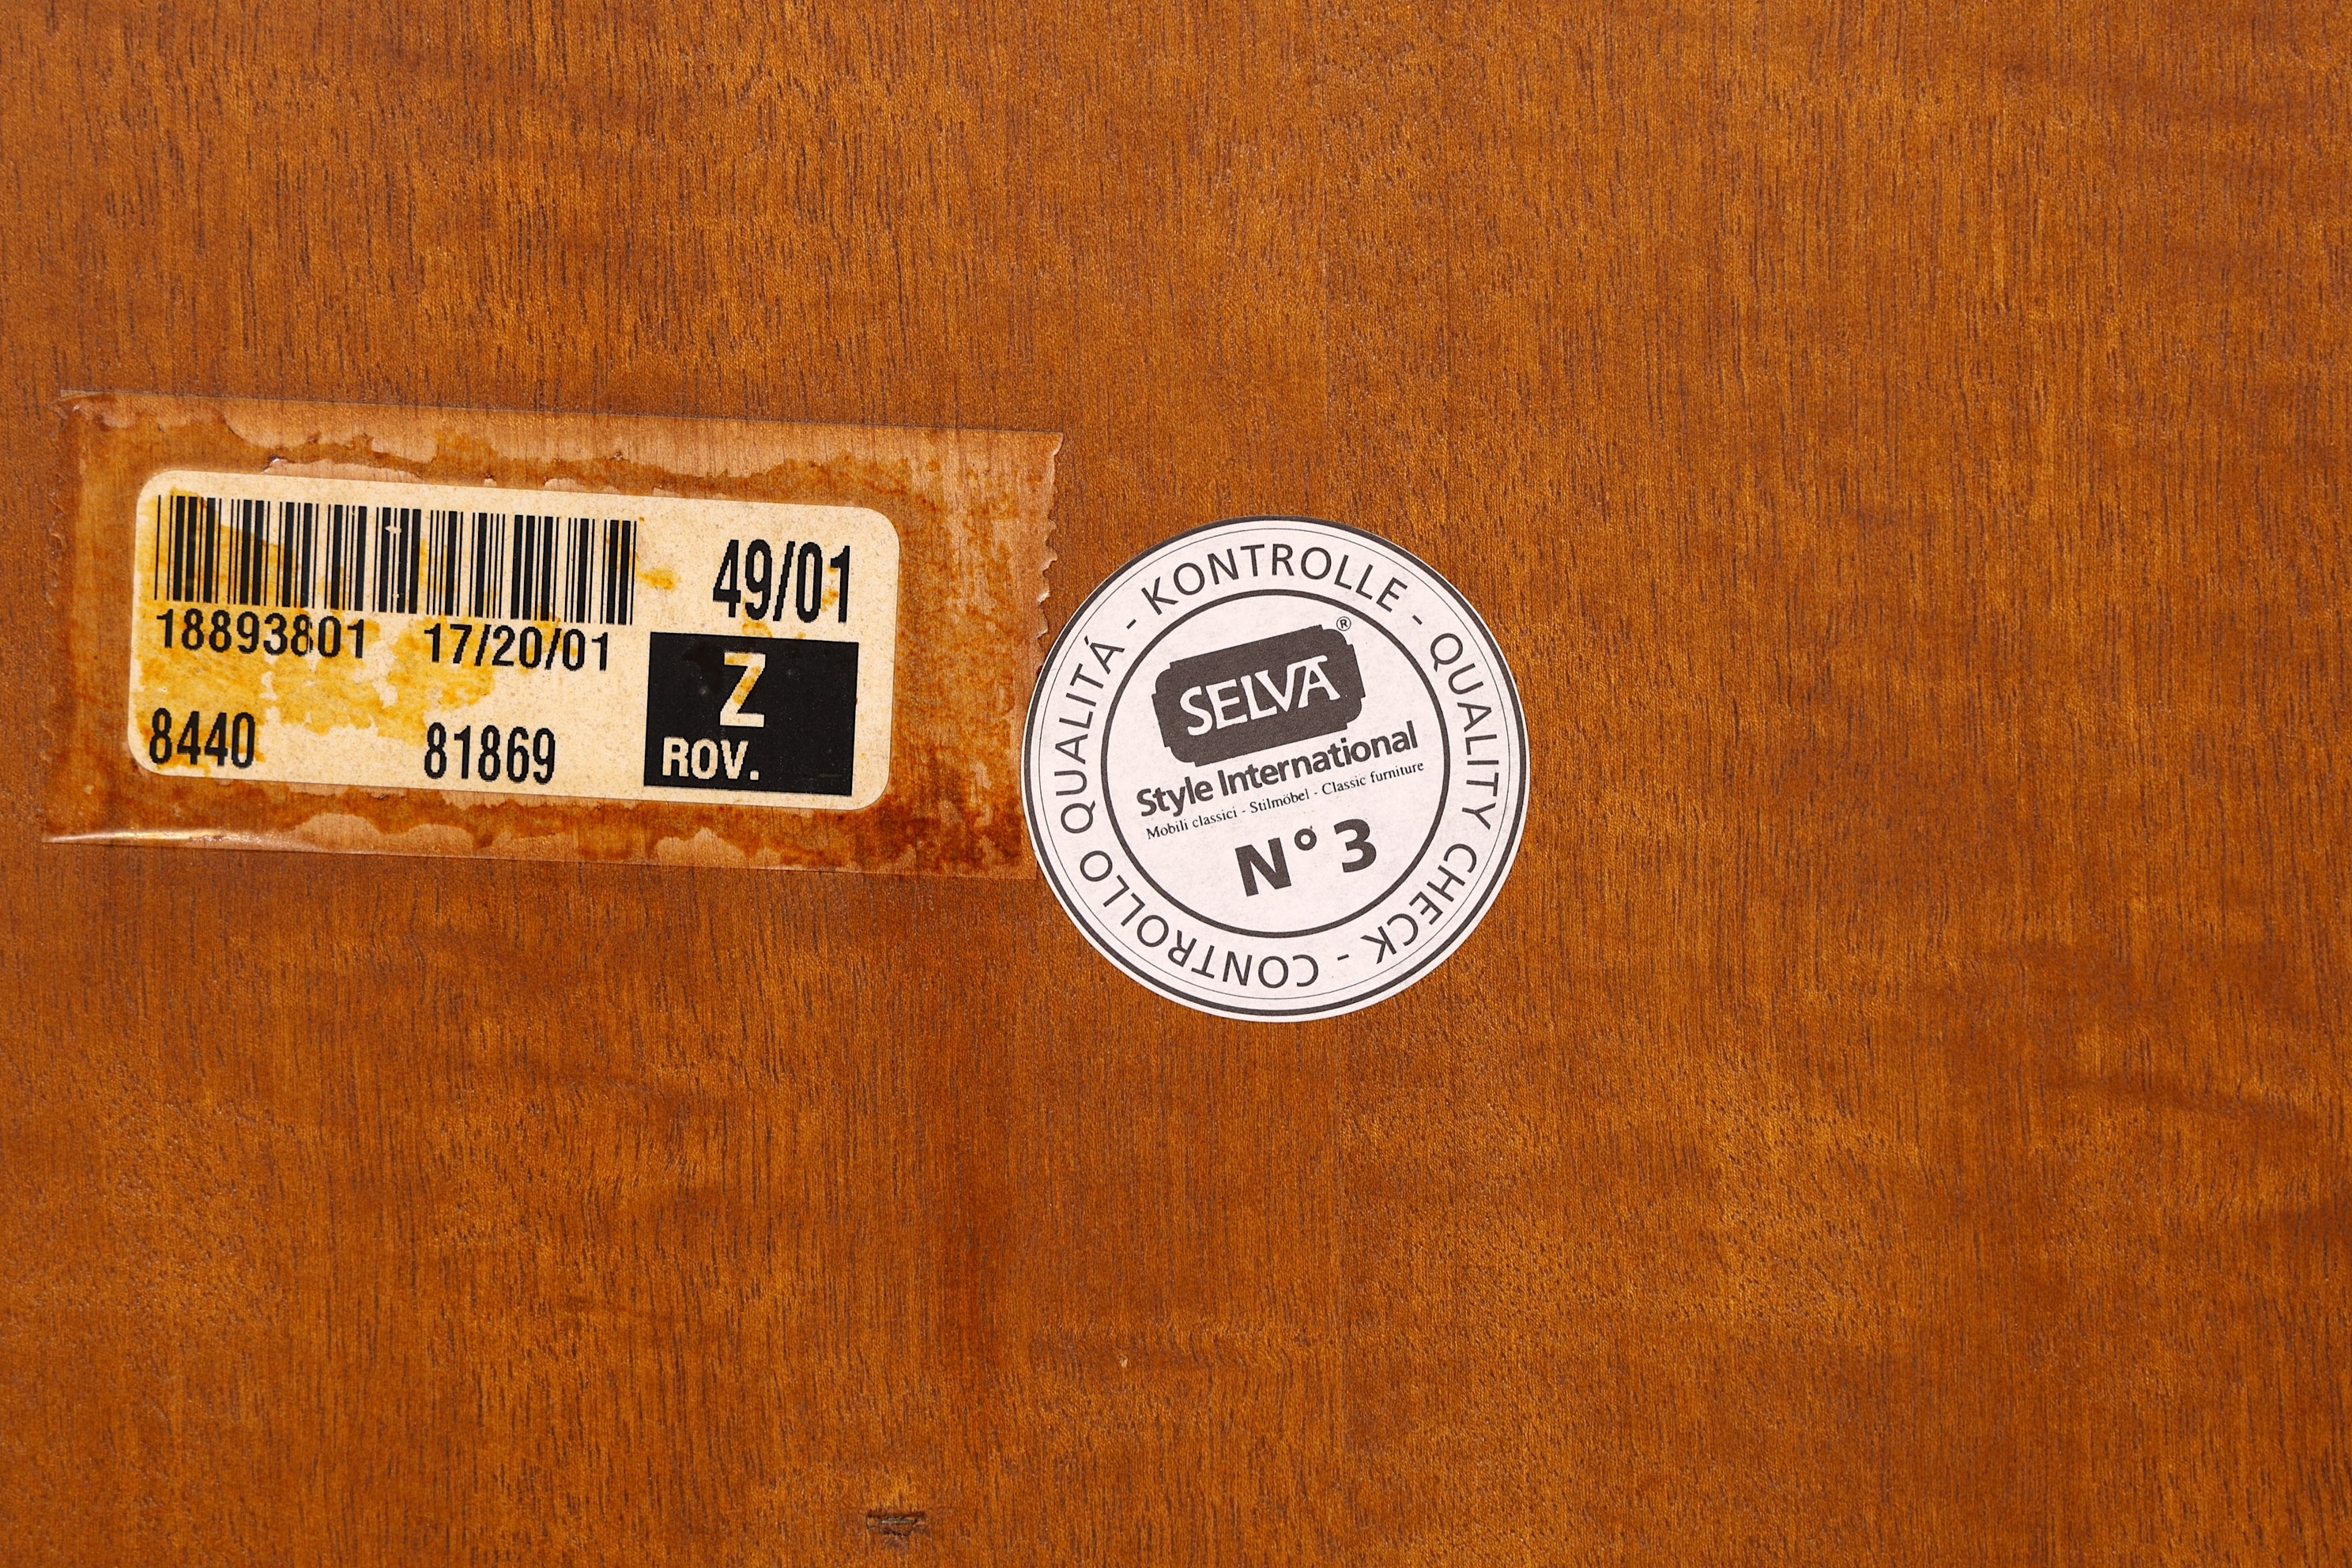 49/01
18893801 17/20/01
Z
8440 81869
ROV.
CONTROLLO QUALITÁ - KONTROLLE - QUALITY CHECK -
SELVA®
Style International
Mobili classici - Stilmöbel - Classic furniture
N° 3